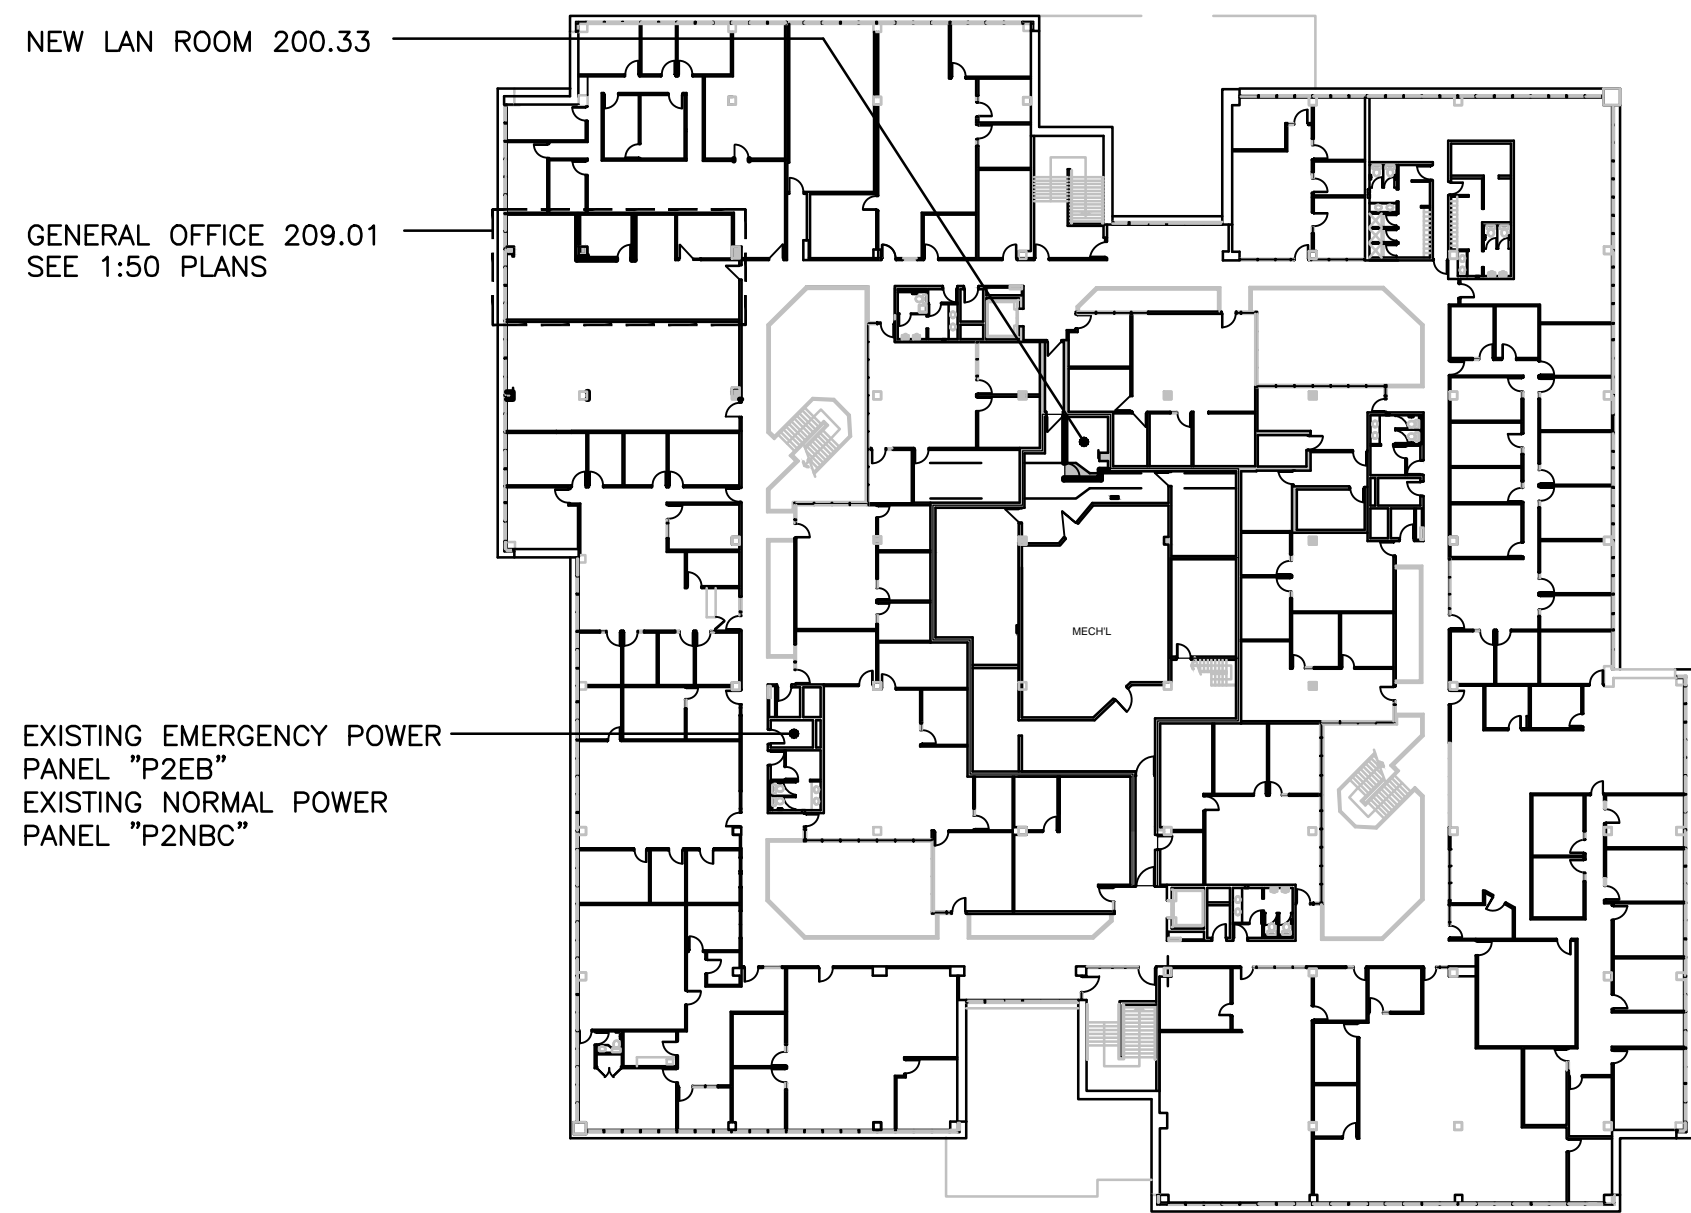 NEW LAN ROOM 200.33
GENERAL OFFICE 209.01
SEE 1:50 PLANS
MECH'L
EXISTING EMERGENCY POWER
PANEL "P2EB"
EXISTING NORMAL POWER
PANEL "P2NBC"